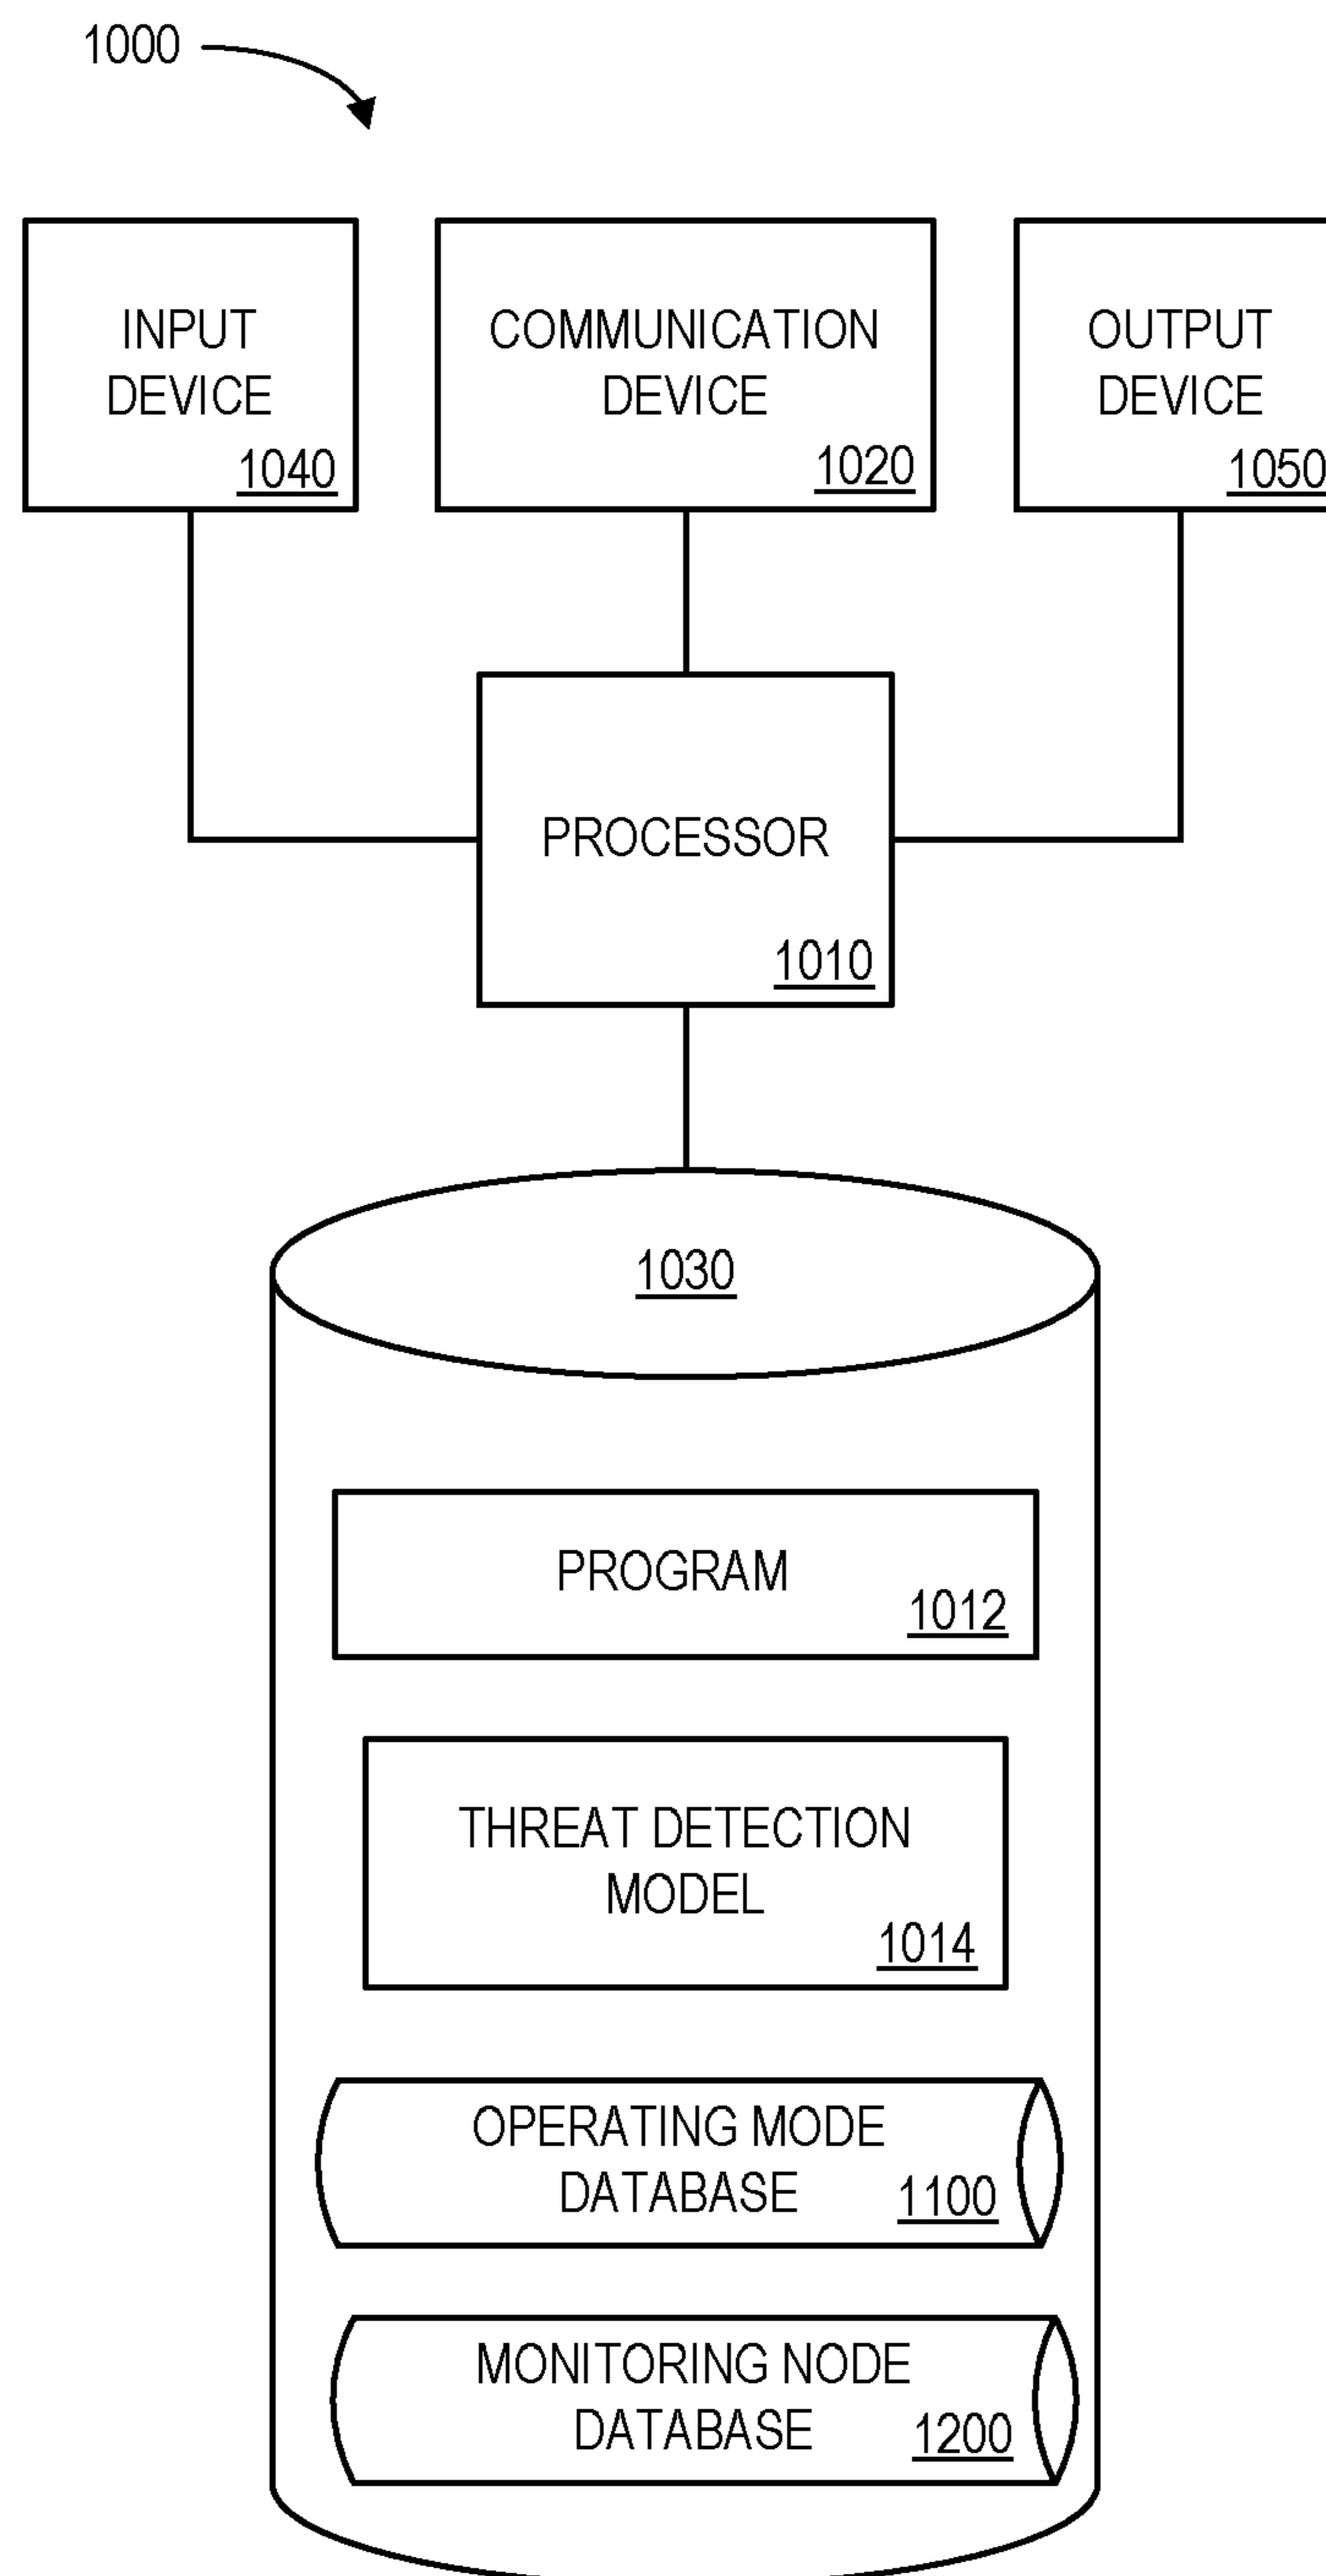 1000
INPUT
DEVICE
1040
COMMUNICATION
DEVICE
1020
OUTPUT
DEVICE
1050
PROCESSOR
1010
1030
PROGRAM
1012
THREAT DETECTION
MODEL
1014
OPERATING MODE
DATABASE
1100
MONITORING NODE
DATABASE
1200